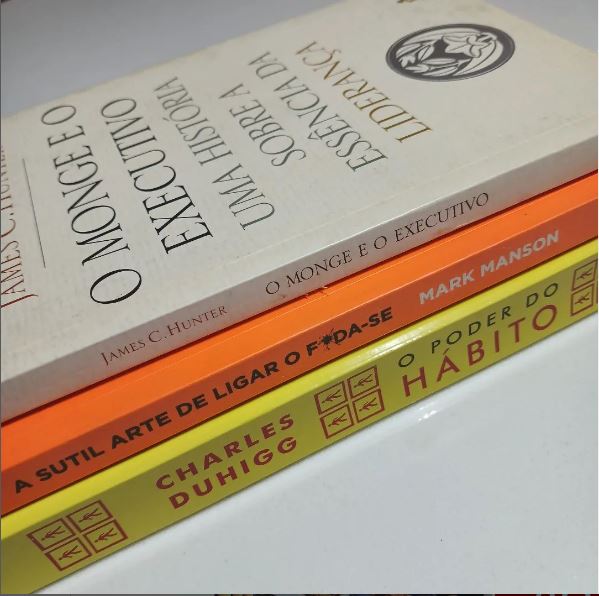 JAMES C. HUNTER
O MONGE E O
EXECUTIVO
UMA HISTÓRIA
SOBRE A
ESSÊNCIA DA
LIDERANÇA
JAMES C. HUNTER O MONGE E O EXECUTIVO
A SUTIL ARTE DE LIGAR O F*DA-SE MARK MANSON
CHARLES
DUHIGG
O PODER DO
HÁBITO